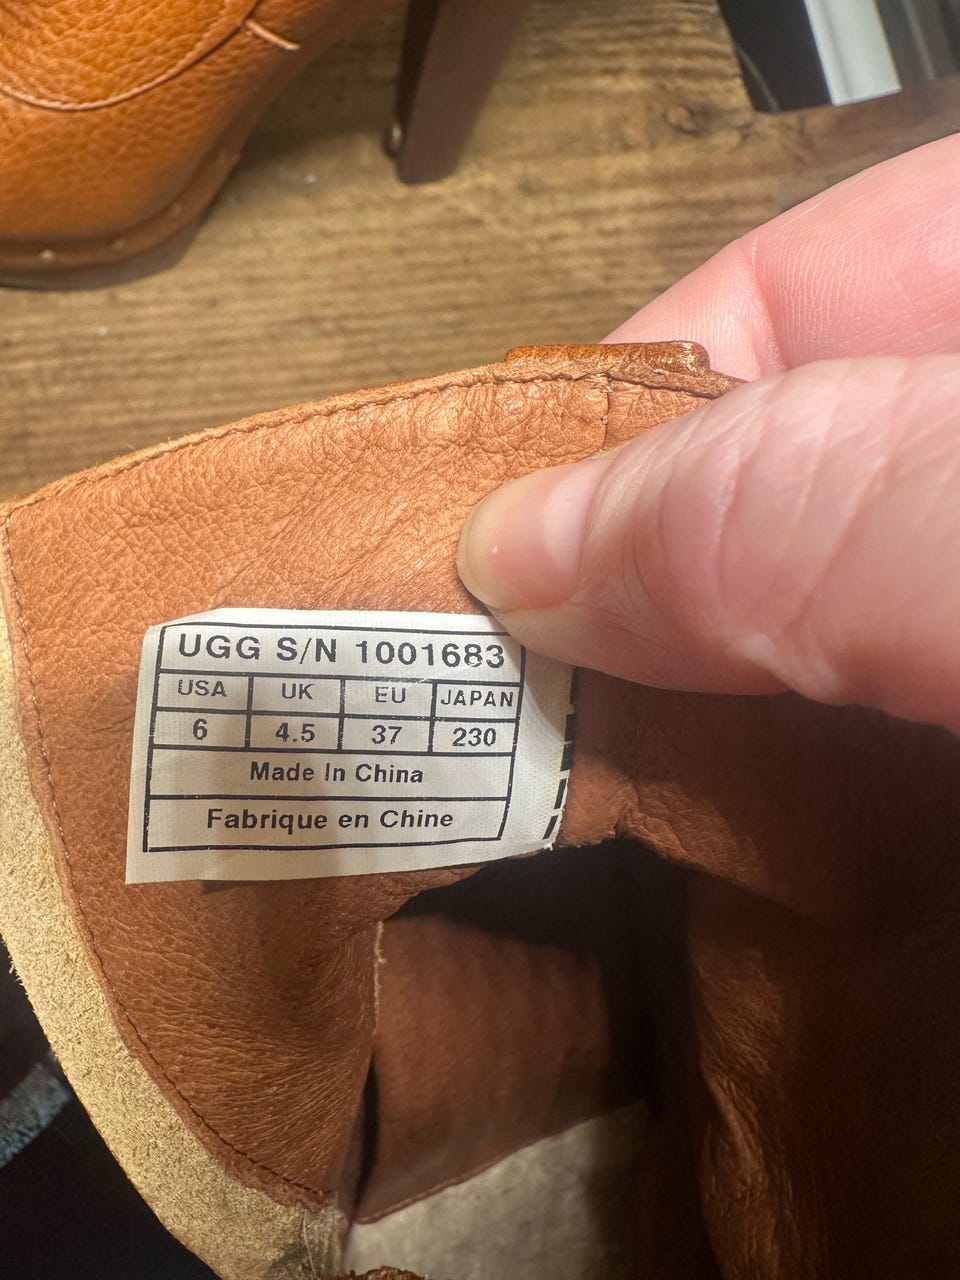 UGG S/N 1001683
USA UK EU JAPAN
6 4.5 37 230
Made In China
Fabrique en Chine